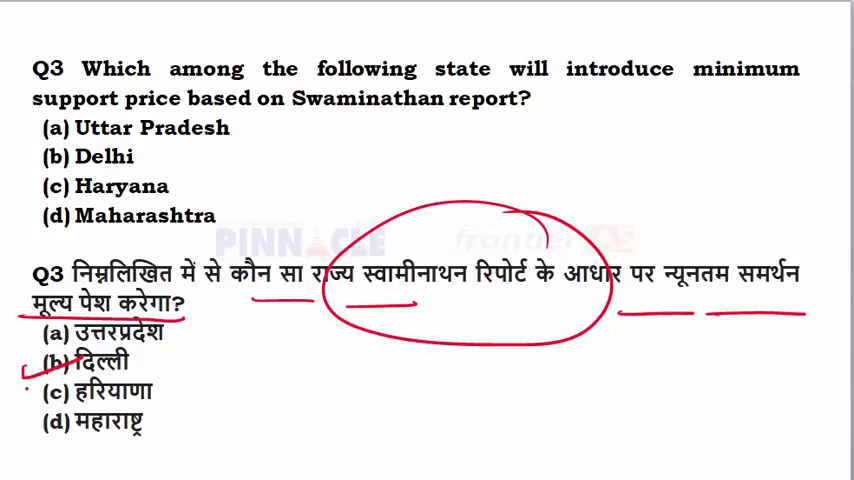 Q3 Which among the following state will introduce minimum
support price based on Swaminathan report?
(a) Uttar Pradesh
(b) Delhi
(c) Haryana
(d) Maharashtra
PINNACLE
frontier
Q3 निम्नलिखित में से कौन सा राज्य स्वामीनाथन रिपोर्ट के आधार पर न्यूनतम समर्थन
मूल्य पेश करेगा?
(a) उत्तरप्रदेश
(b) दिल्ली
(c) हरियाणा
(d) महाराष्ट्र